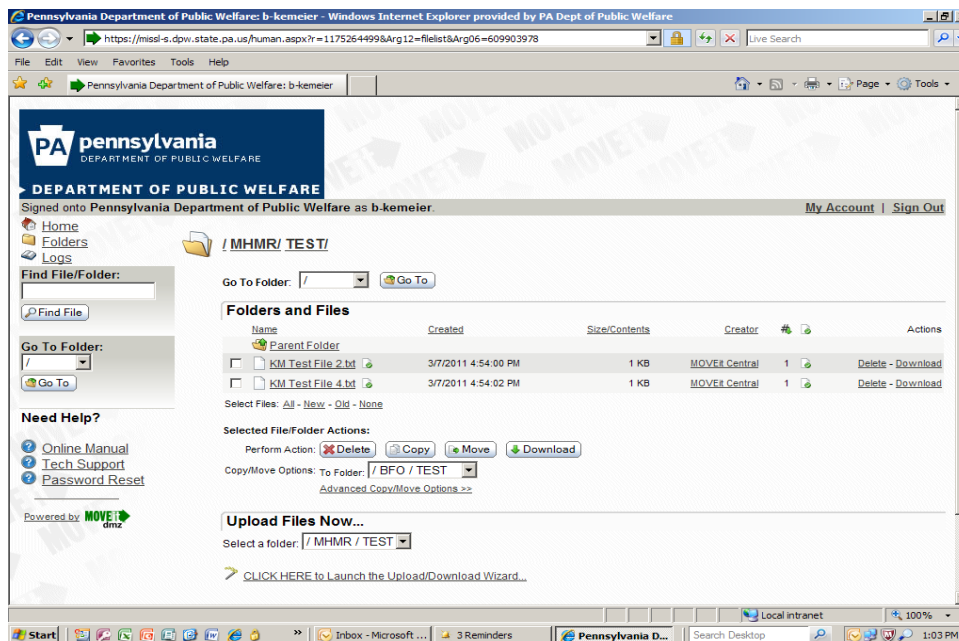 Pennsylvania Department of Public Welfare: b-kemeier - Windows Internet Explorer provided by PA Dept of Public Welfare
https://missl-s.dpw.state.pa.us/human.aspx?r=1175264499&Arg12=filelist&Arg06=609903978
Live Search
File Edit View Favorites Tools Help
Pennsylvania Department of Public Welfare: b-kemeier
Page Tools
PA pennsylvania
DEPARTMENT OF PUBLIC WELFARE
DEPARTMENT OF PUBLIC WELFARE
Signed onto Pennsylvania Department of Public Welfare as b-kemeier.
My Account | Sign Out
Home
Folders
Logs
Find File/Folder:
Find File
Go To Folder:
/
Go To
Need Help?
Online Manual
Tech Support
Password Reset
Powered by MOVEit dmz
/ MHMR/ TEST/
Go To Folder: / Go To
Folders and Files
Name Created Size/Contents Creator # Actions
Parent Folder
KM Test File 2.txt 3/7/2011 4:54:00 PM 1 KB MOVEit Central 1 Delete - Download
KM Test File 4.txt 3/7/2011 4:54:02 PM 1 KB MOVEit Central 1 Delete - Download
Select Files: All - New - Old - None
Selected File/Folder Actions:
Perform Action: Delete Copy Move Download
Copy/Move Options: To Folder: / BFO / TEST
Advanced Copy/Move Options >>
Upload Files Now...
Select a folder: / MHMR / TEST
CLICK HERE to Launch the Upload/Download Wizard...
Local intranet 100%
Start » Inbox - Microsoft ... 3 Reminders Pennsylvania D... Search Desktop 1:03 PM